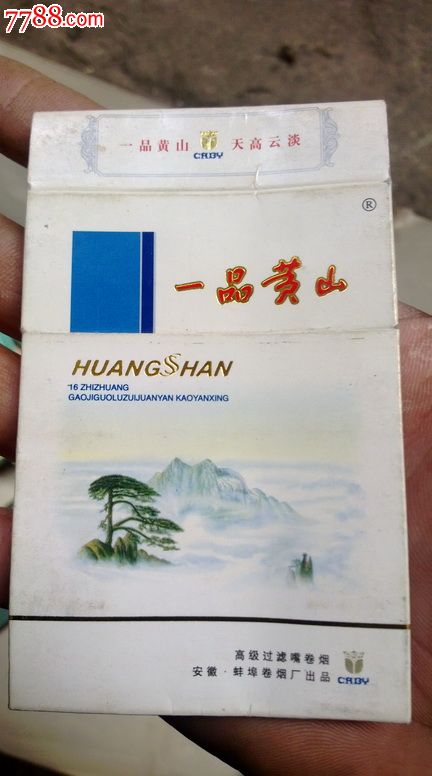 7788.com
一品黄山 CRBY 天高云淡
®
一品黄山
HUANGSHAN
16 ZHIZHUANG
GAOJIGUOLUZUIJUANYAN KAOYANXING
高级过滤嘴卷烟
安徽·蚌埠卷烟厂出品 CRBY